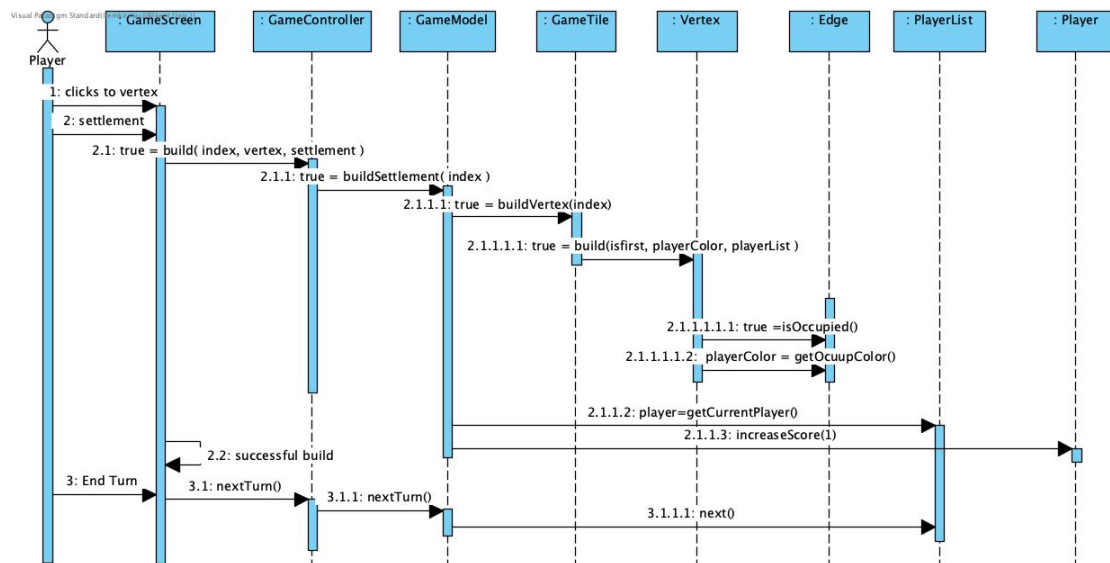 Visual Paradigm Standard
: GameScreen
: GameController
: GameModel
: GameTile
: Vertex
: Edge
: PlayerList
: Player
Player
1: clicks to vertex
2: settlement
2.1: true = build( index, vertex, settlement )
2.1.1: true = buildSettlement( index )
2.1.1.1: true = buildVertex(index)
2.1.1.1.1: true = build(isfirst, playerColor, playerList )
2.1.1.1.1.1: true =isOccupied()
2.1.1.1.1.2: playerColor = getOcuupColor()
2.1.1.2: player=getCurrentPlayer()
2.1.1.3: increaseScore(1)
2.2: successful build
3: End Turn
3.1: nextTurn()
3.1.1: nextTurn()
3.1.1.1: next()